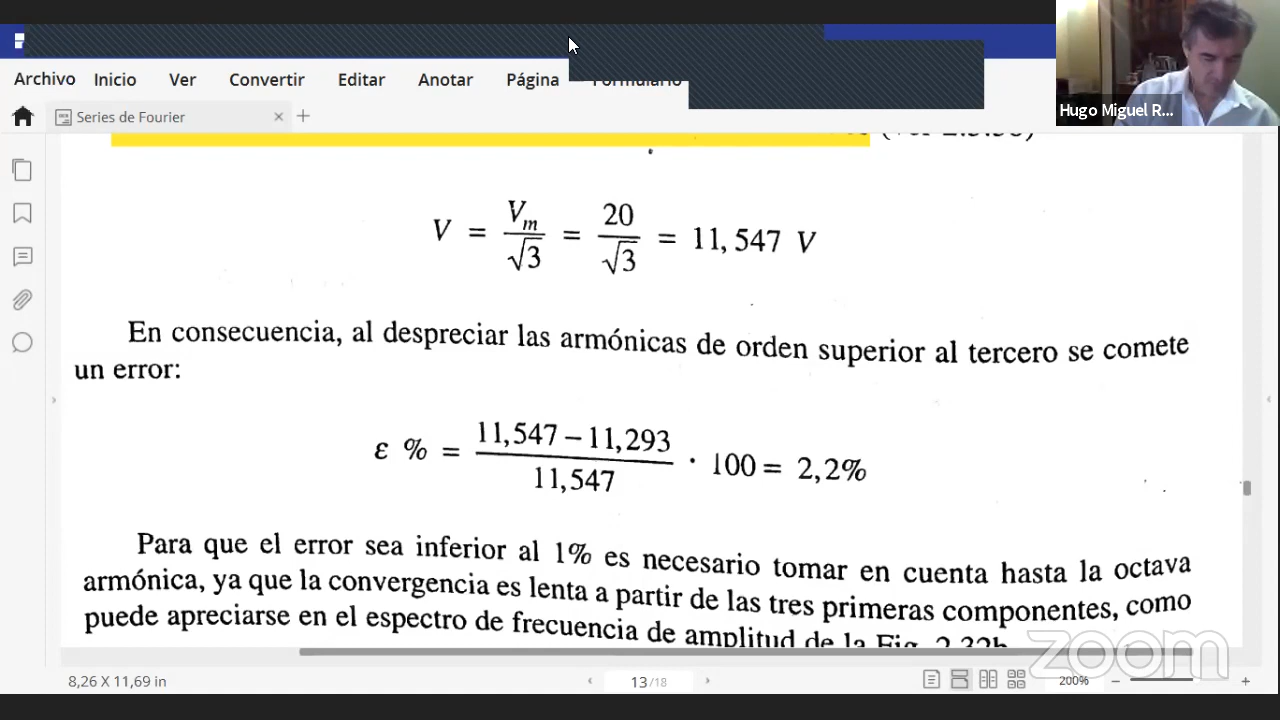 Archivo Inicio Ver Convertir Editar Anotar Página Formulario
Hugo Miguel R...
Series de Fourier
V = Vm/√3 = 20/√3 = 11,547 V
En consecuencia, al despreciar las armónicas de orden superior al tercero se comete
un error:
ε % = 11,547 – 11,293 / 11,547 · 100 = 2,2%
Para que el error sea inferior al 1% es necesario tomar en cuenta hasta la octava
armónica, ya que la convergencia es lenta a partir de las tres primeras componentes, como
puede apreciarse en el espectro de frecuencia de amplitud de la Fig. 2.32b
zoom
8,26 X 11,69 in
13/18
200%